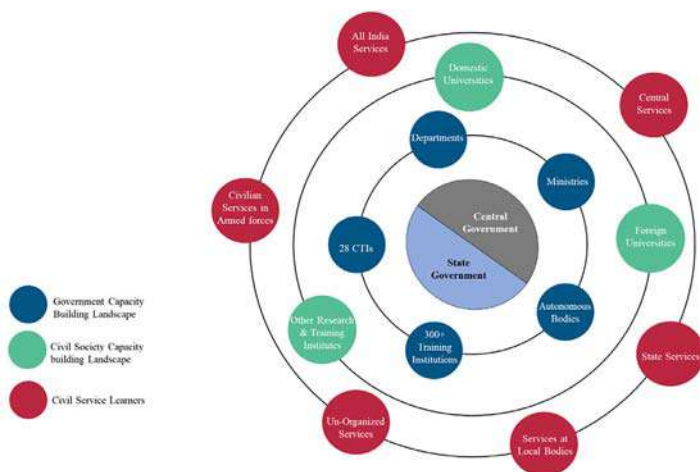 All India
Services
Domestic
Universities
Central
Services
Departments
Ministries
Civilian
Services in
Armed forces
Central
Government
Foreign
Universities
28 CTIs
State
Government
Government Capacity
Building Landscape
Autonomous
Bodies
Other Research
& Training
Institutes
300+
Training
Institutions
Civil Society Capacity
building Landscape
State Services
Civil Service Learners
Un-Organized
Services
Services at
Local Bodies